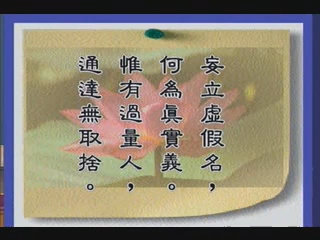 妄立虛假名，
何為眞實義。
惟有過量人，
通達無取捨。